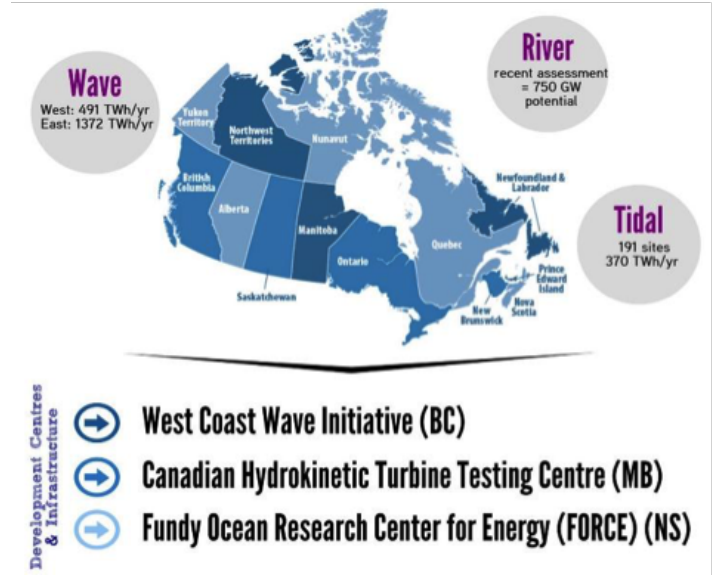 Wave
West: 491 TWh/yr
East: 1372 TWh/yr
River
recent assessment
= 750 GW
potential
Tidal
191 sites
370 TWh/yr
Yukon
Territory
Northwest
Territories
Nunavut
British
Columbia
Alberta
Saskatchewan
Manitoba
Ontario
Quebec
Newfoundland &
Labrador
Prince
Edward
Island
Nova
Scotia
New
Brunswick
Development Centres
& Infrastructure
West Coast Wave Initiative (BC)
Canadian Hydrokinetic Turbine Testing Centre (MB)
Fundy Ocean Research Center for Energy (FORCE) (NS)